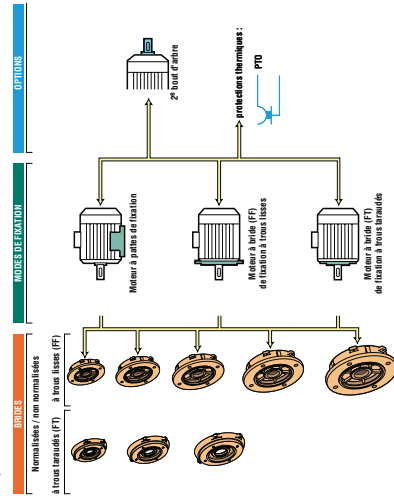 BRIDES
Normalisées / non normalisées
à trous taraudés (FT)
à trous lisses (FF)
MODES DE FIXATION
Moteur à pattes de fixation
Moteur à bride (FF)
de fixation à trous lisses
Moteur à bride (FT)
de fixation à trous taraudés
OPTIONS
2e bout d'arbre
protections thermiques :
PTO